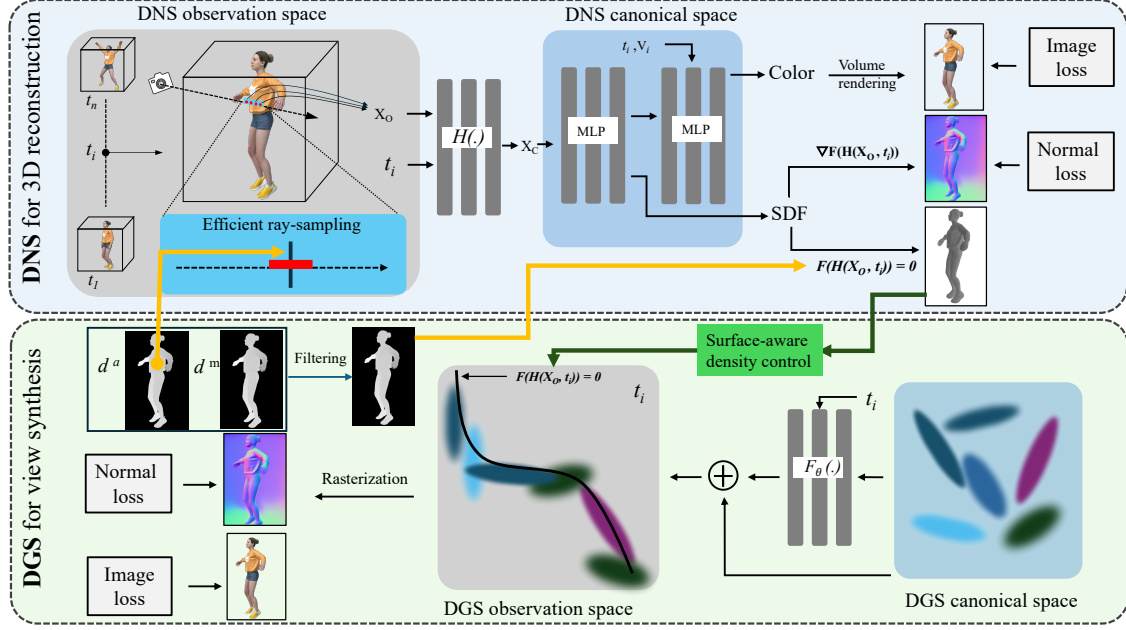 DNS for 3D reconstruction
DNS observation space
DNS canonical space
t_n
t_i
t_1
X_O
t_i
H(.)
X_C
MLP
t_i ,V_i
MLP
Color
Volume
rendering
Image
loss
∇F(H(X_O , t_i))
Normal
loss
SDF
F(H(X_O , t_i)) = 0
Efficient ray-sampling
DGS for view synthesis
d^a
d^m
Filtering
Surface-aware
density control
F(H(X_O, t_i)) = 0
t_i
t_i
F_θ(.)
Normal
loss
Rasterization
Image
loss
DGS observation space
DGS canonical space